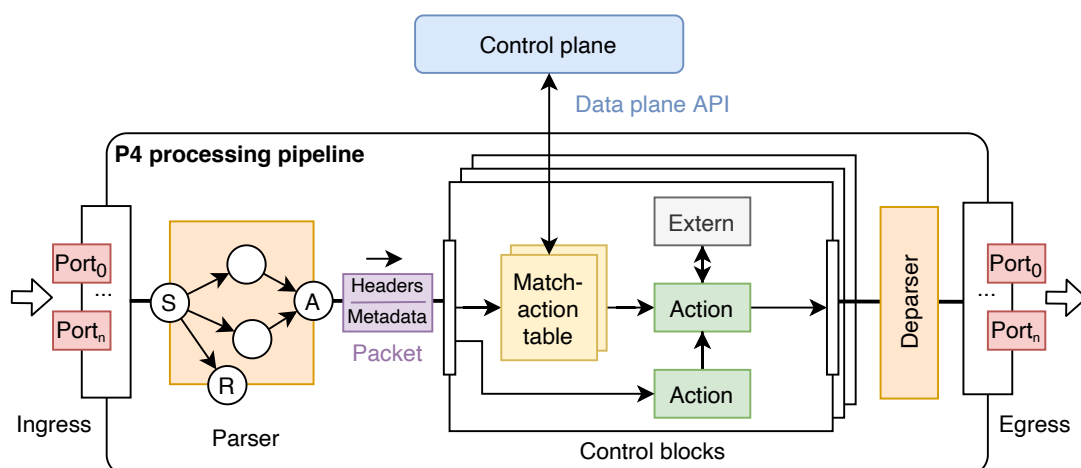 Control plane
Data plane API
P4 processing pipeline
Port0
...
Portn
Ingress
S
A
R
Parser
Headers
Metadata
Packet
Match-
action
table
Extern
Action
Action
Control blocks
Deparser
Port0
...
Portn
Egress